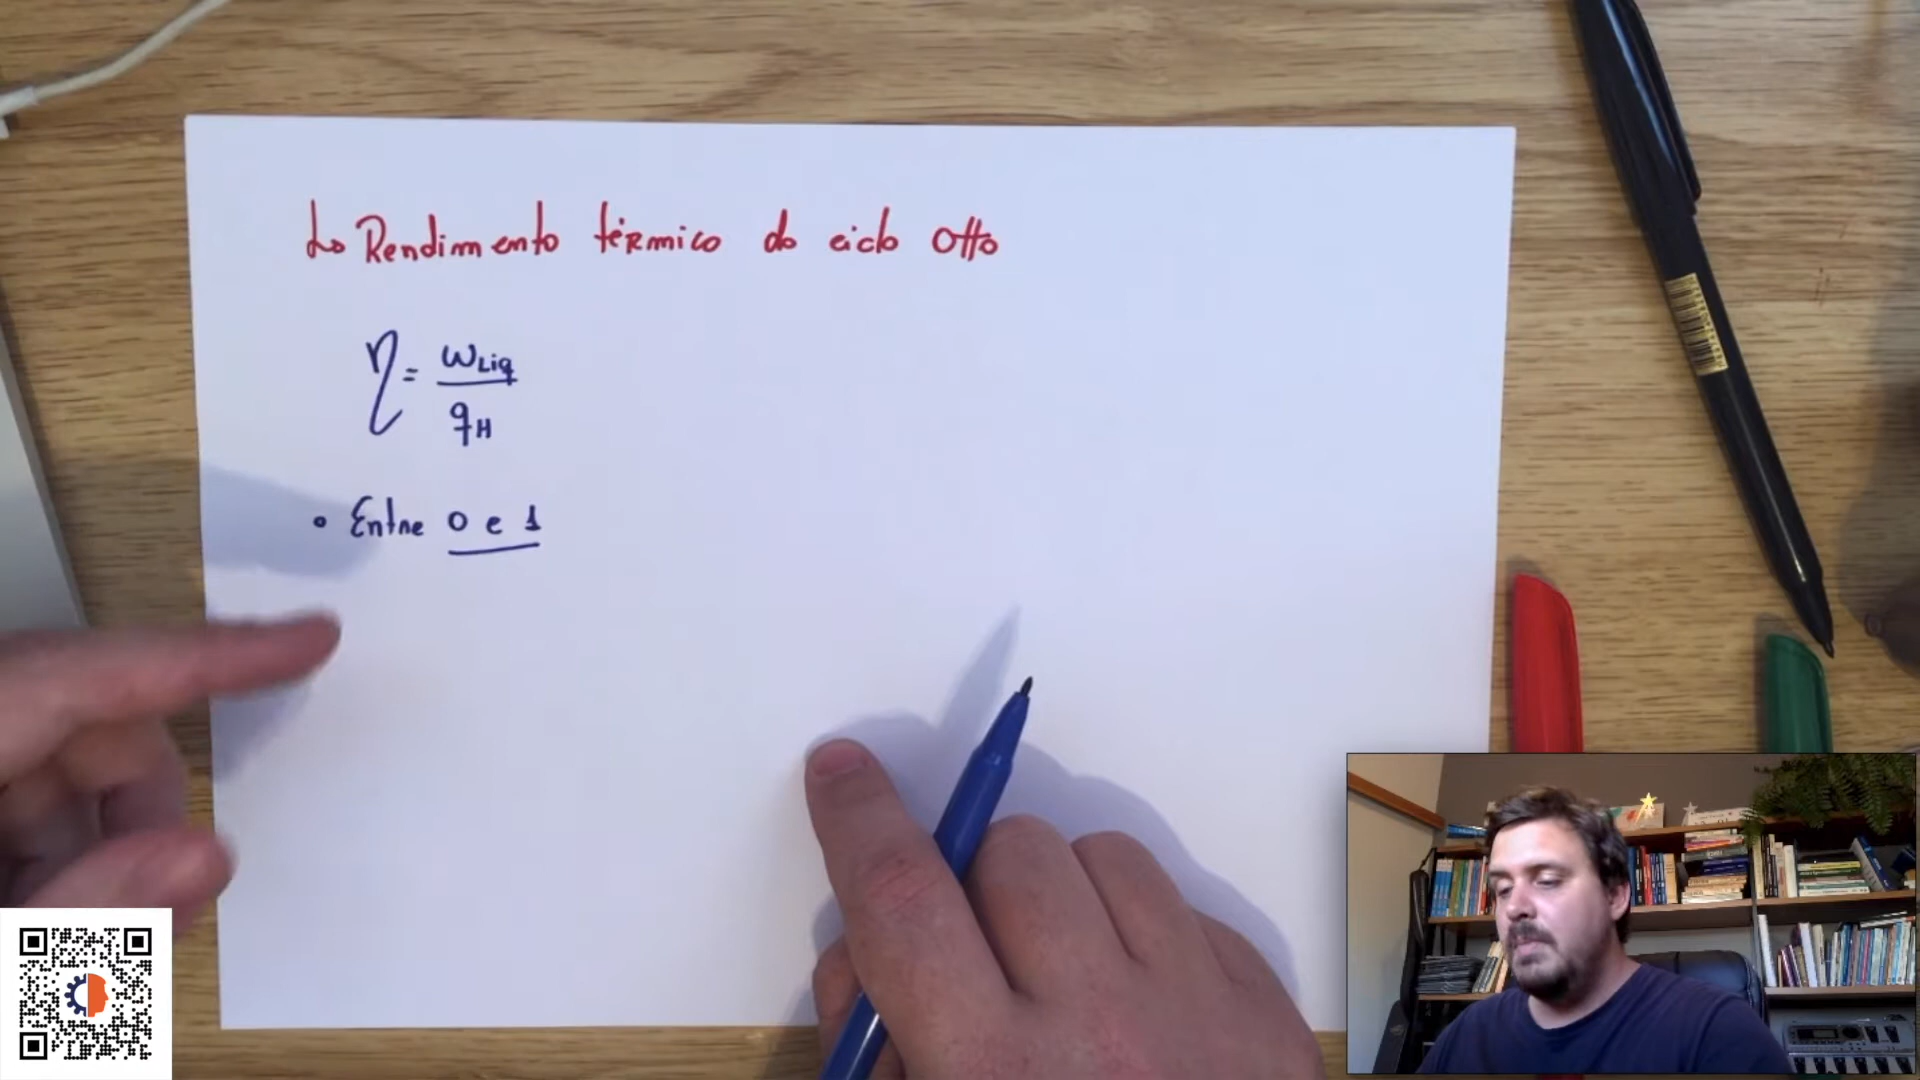 ↳ Rendimento térmico do ciclo Otto
η = wLiq / qH
• Entre 0 e 1